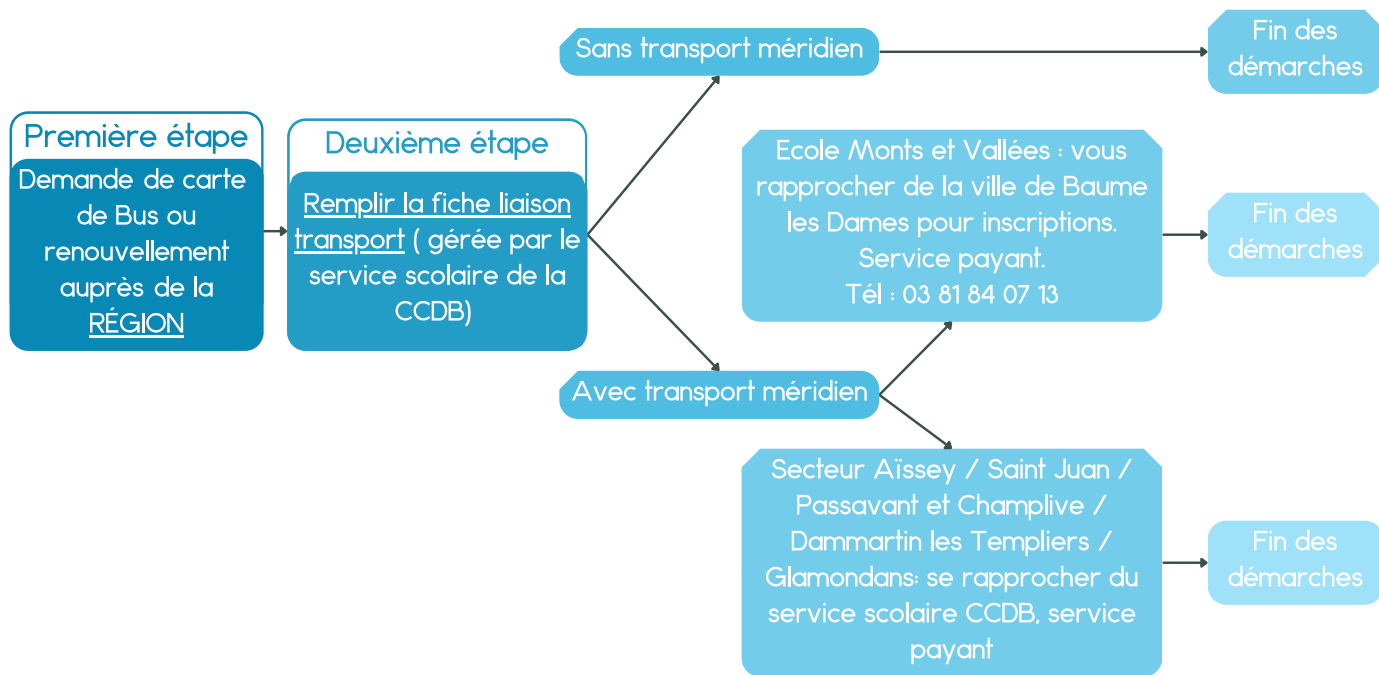 Première étape
Demande de carte
de Bus ou
renouvellement
auprès de la
RÉGION
Deuxième étape
Remplir la fiche liaison
transport ( gérée par le
service scolaire de la
CCDB)
Sans transport méridien
Fin des
démarches
Avec transport méridien
Ecole Monts et Vallées : vous
rapprocher de la ville de Baume
les Dames pour inscriptions.
Service payant.
Tél : 03 81 84 07 13
Fin des
démarches
Secteur Aïssey / Saint Juan /
Passavant et Champlive /
Dammartin les Templiers /
Glamondans: se rapprocher du
service scolaire CCDB, service
payant
Fin des
démarches